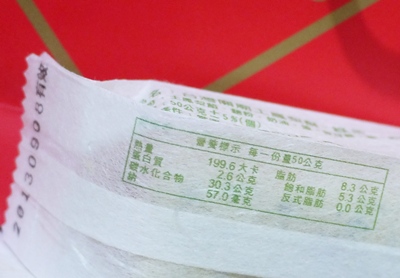 營養標示 每一份量50公克
熱量 199.6大卡 脂肪 8.3公克
蛋白質 2.6公克 飽和脂肪 5.3公克
碳水化合物 30.3公克 反式脂肪 0.0公克
鈉 57.0毫克
20130908